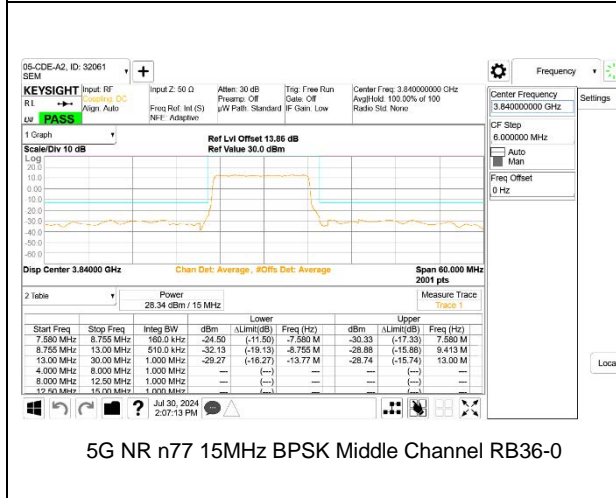 05-CDE-A2, ID: 32061
SEM
Frequency
KEYSIGHT Input: RF Input Z: 50 Ω Atten: 30 dB Trig: Free Run Center Freq: 3.840000000 GHz
R L Coupling: DC Preamp: Off Gate: Off Avg|Hold: 100.00% of 100
Align: Auto Freq Ref: Int (S) µW Path: Standard IF Gain: Low Radio Std: None
NFE: Adaptive
PASS
Center Frequency
3.840000000 GHz
Settings
CF Step
6.000000 MHz
Auto
Man
Freq Offset
0 Hz
1 Graph
Ref Lvl Offset 13.86 dB
Scale/Div 10 dB Ref Value 30.0 dBm
Log
20.0
10.0
0.00
-10.0
-20.0
-30.0
-40.0
-50.0
-60.0
Disp Center 3.84000 GHz Chan Det: Average , #Offs Det: Average Span 60.000 MHz
2001 pts
2 Table Power Measure Trace
28.34 dBm / 15 MHz Trace 1
Lower Upper
Start Freq Stop Freq Integ BW dBm ΔLimit(dB) Freq (Hz) dBm ΔLimit(dB) Freq (Hz)
7.580 MHz 8.755 MHz 160.0 kHz -24.50 (-11.50) -7.580 M -30.33 (-17.33) 7.580 M
8.755 MHz 13.00 MHz 510.0 kHz -32.13 (-19.13) -8.755 M -28.88 (-15.88) 9.413 M
13.00 MHz 30.00 MHz 1.000 MHz -29.27 (-16.27) -13.77 M -28.74 (-15.74) 13.00 M
4.000 MHz 8.000 MHz 1.000 MHz --- (---) --- (---)
8.000 MHz 12.50 MHz 1.000 MHz --- (---) --- (---)
12.50 MHz 15.00 MHz 1.000 MHz --- (---) --- (---)
Loca
Jul 30, 2024
2:07:13 PM
5G NR n77 15MHz BPSK Middle Channel RB36-0